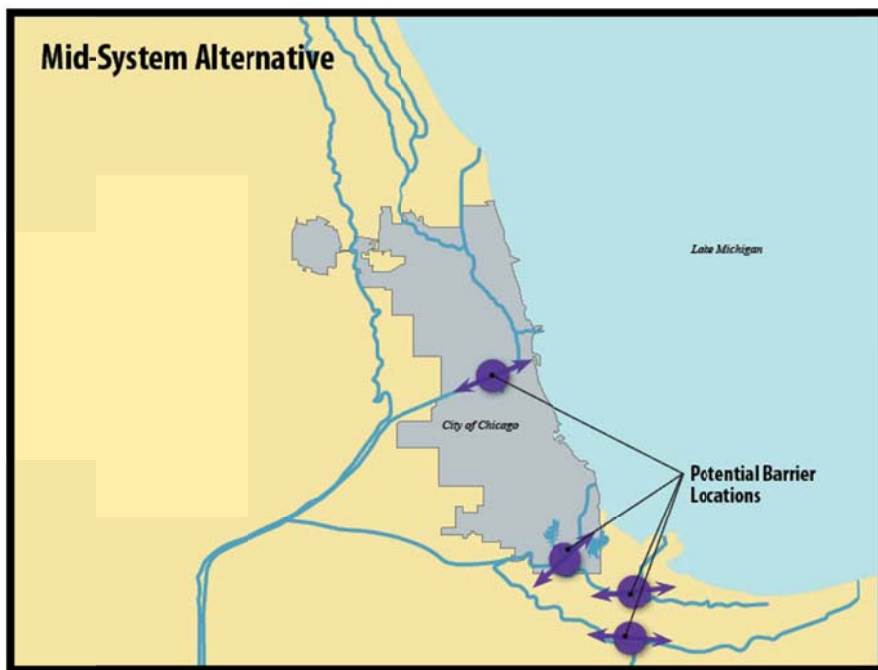 Mid-System Alternative
Lake Michigan
City of Chicago
Potential Barrier
Locations